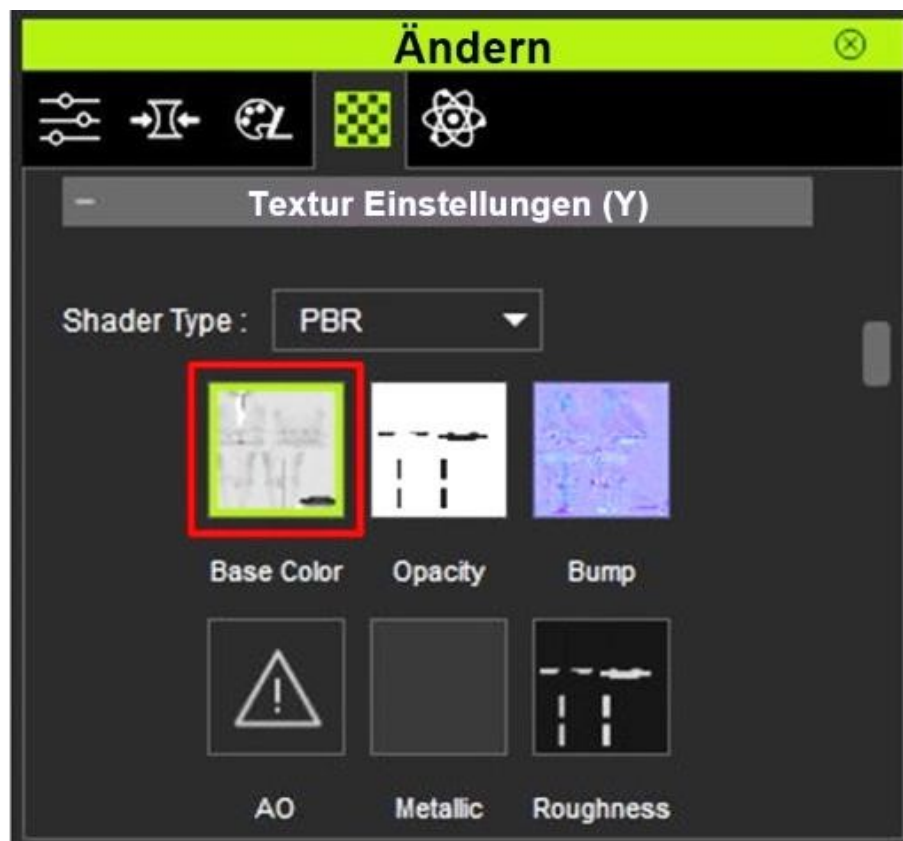 Ändern
Textur Einstellungen (Y)
Shader Type : PBR
Base Color Opacity Bump
AO Metallic Roughness